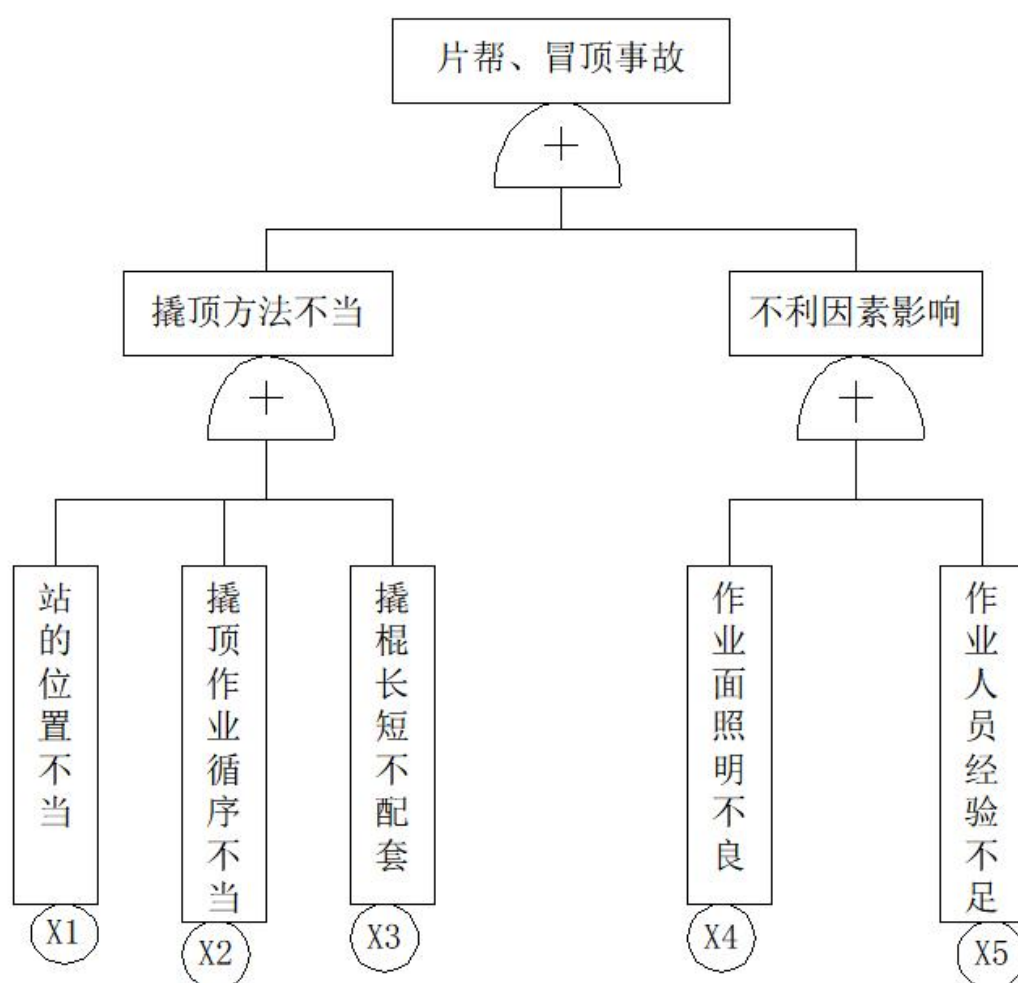 片帮、冒顶事故
+
撬顶方法不当
不利因素影响
+
+
站的位置不当
撬顶作业循序不当
撬棍长短不配套
作业面照明不良
作业人员经验不足
X1
X2
X3
X4
X5